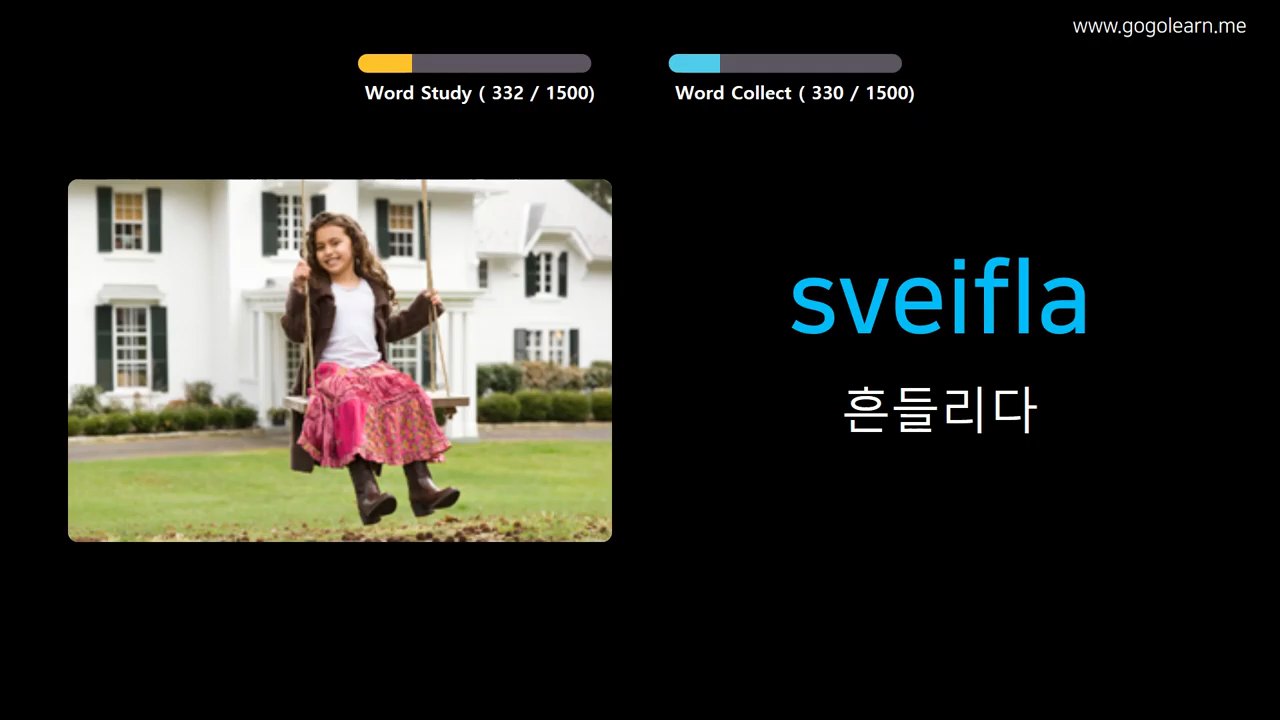 www.gogolearn.me
Word Study ( 332 / 1500)
Word Collect ( 330 / 1500)
sveifla
흔들리다